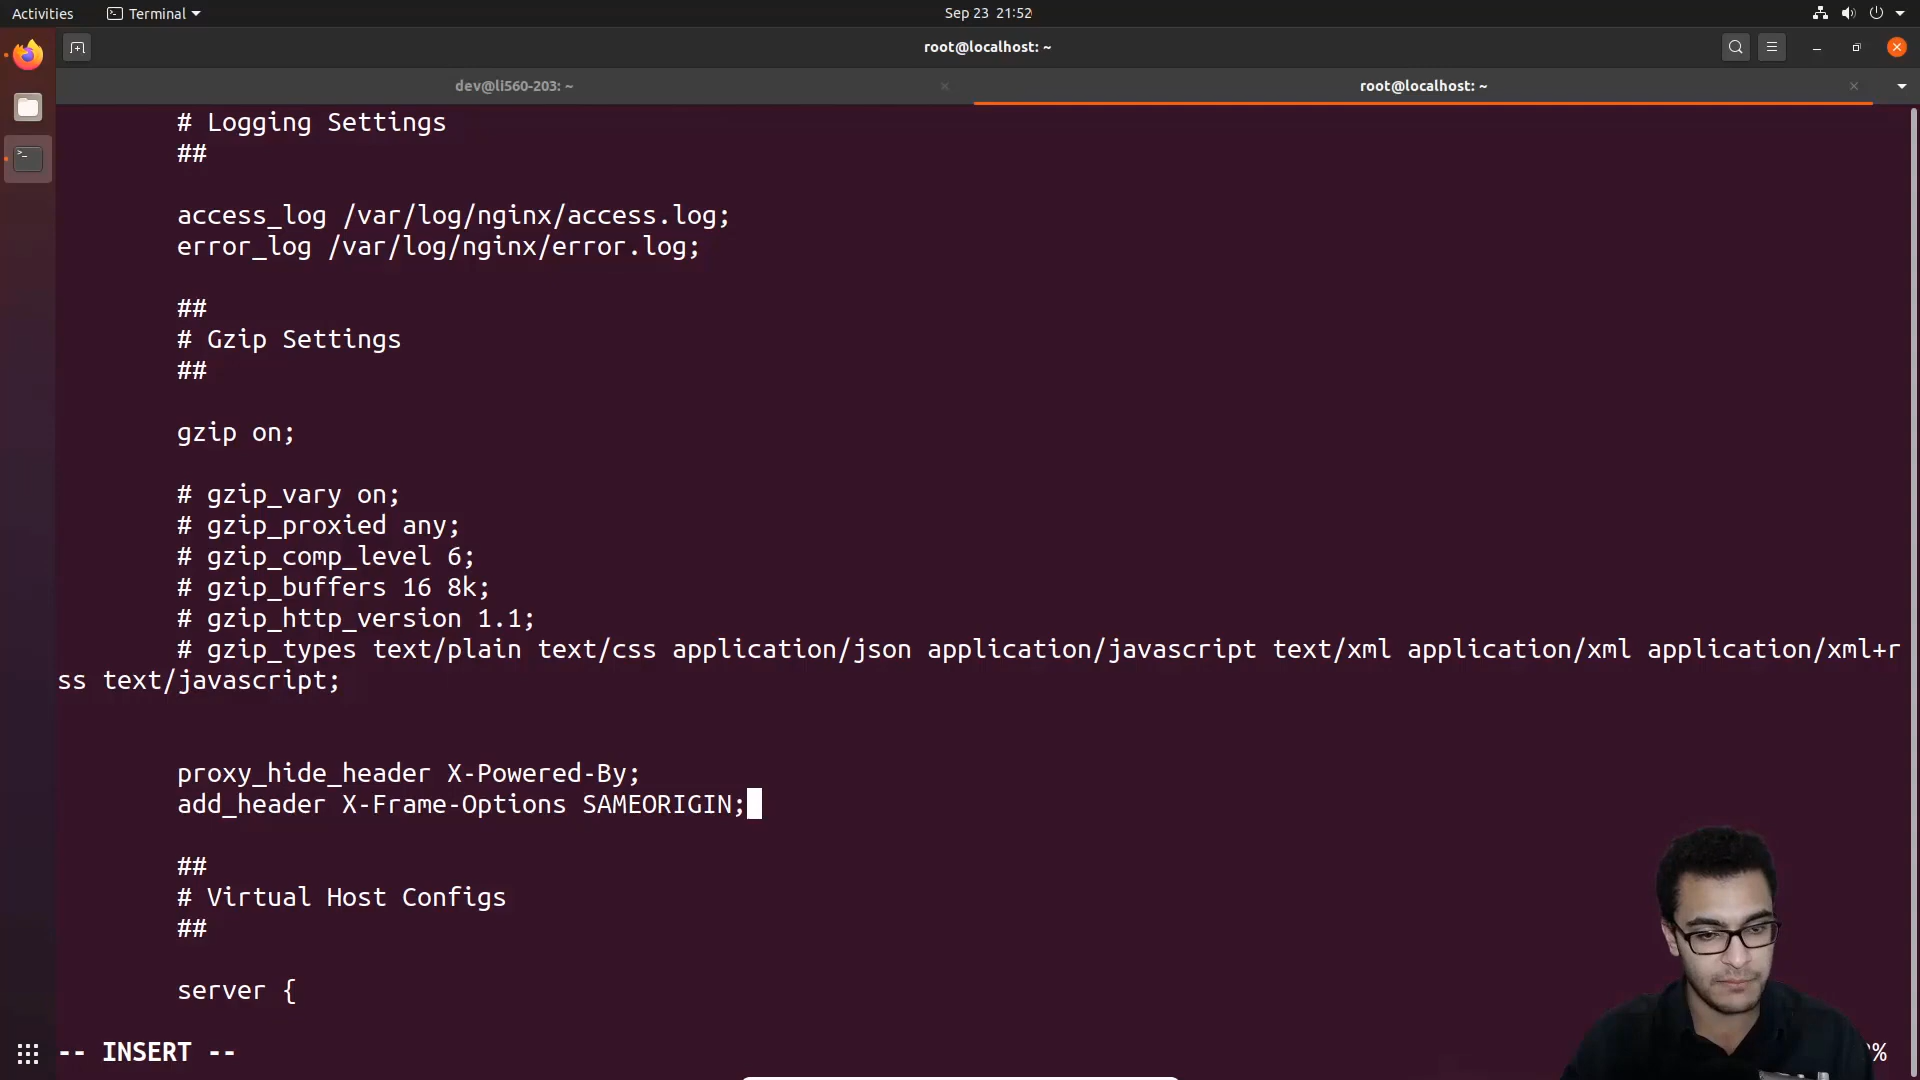 Activities
Terminal
Sep 23 21:52
root@localhost: ~
dev@li560-203: ~
root@localhost: ~
# Logging Settings
##
access_log /var/log/nginx/access.log;
error_log /var/log/nginx/error.log;
##
# Gzip Settings
##
gzip on;
# gzip_vary on;
# gzip_proxied any;
# gzip_comp_level 6;
# gzip_buffers 16 8k;
# gzip_http_version 1.1;
# gzip_types text/plain text/css application/json application/javascript text/xml application/xml application/xml+r
ss text/javascript;
proxy_hide_header X-Powered-By;
add_header X-Frame-Options SAMEORIGIN;
##
# Virtual Host Configs
##
server {
-- INSERT --